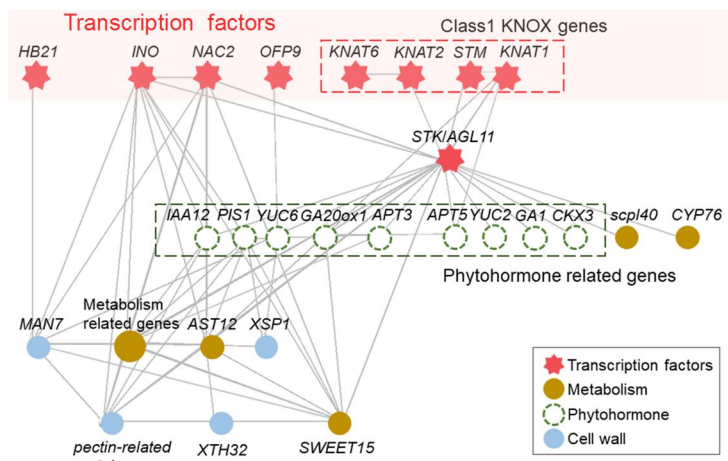 Transcription factors
Class1 KNOX genes
HB21 INO NAC2 OFP9 KNAT6 KNAT2 STM KNAT1
STK/AGL11
IAA12 PIS1 YUC6 GA20ox1 APT3 APT5 YUC2 GA1 CKX3 scpl40 CYP76
Phytohormone related genes
Metabolism
related genes
MAN7 AST12 XSP1
Transcription factors
Metabolism
Phytohormone
Cell wall
pectin-related XTH32 SWEET15